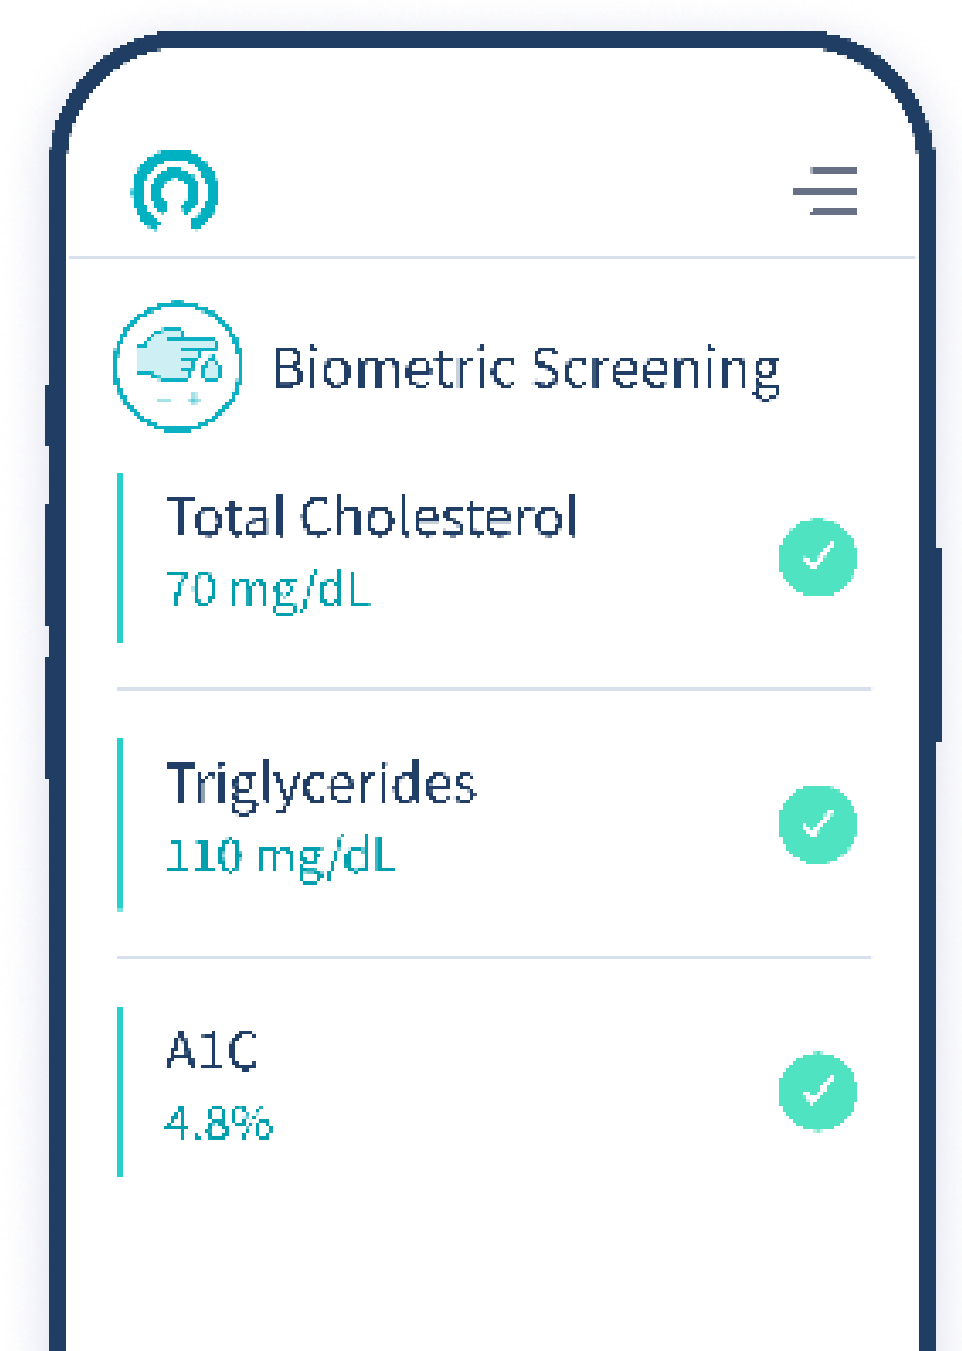 Biometric Screening
Total Cholesterol
70 mg/dL
Triglycerides
110 mg/dL
A1C
4.8%